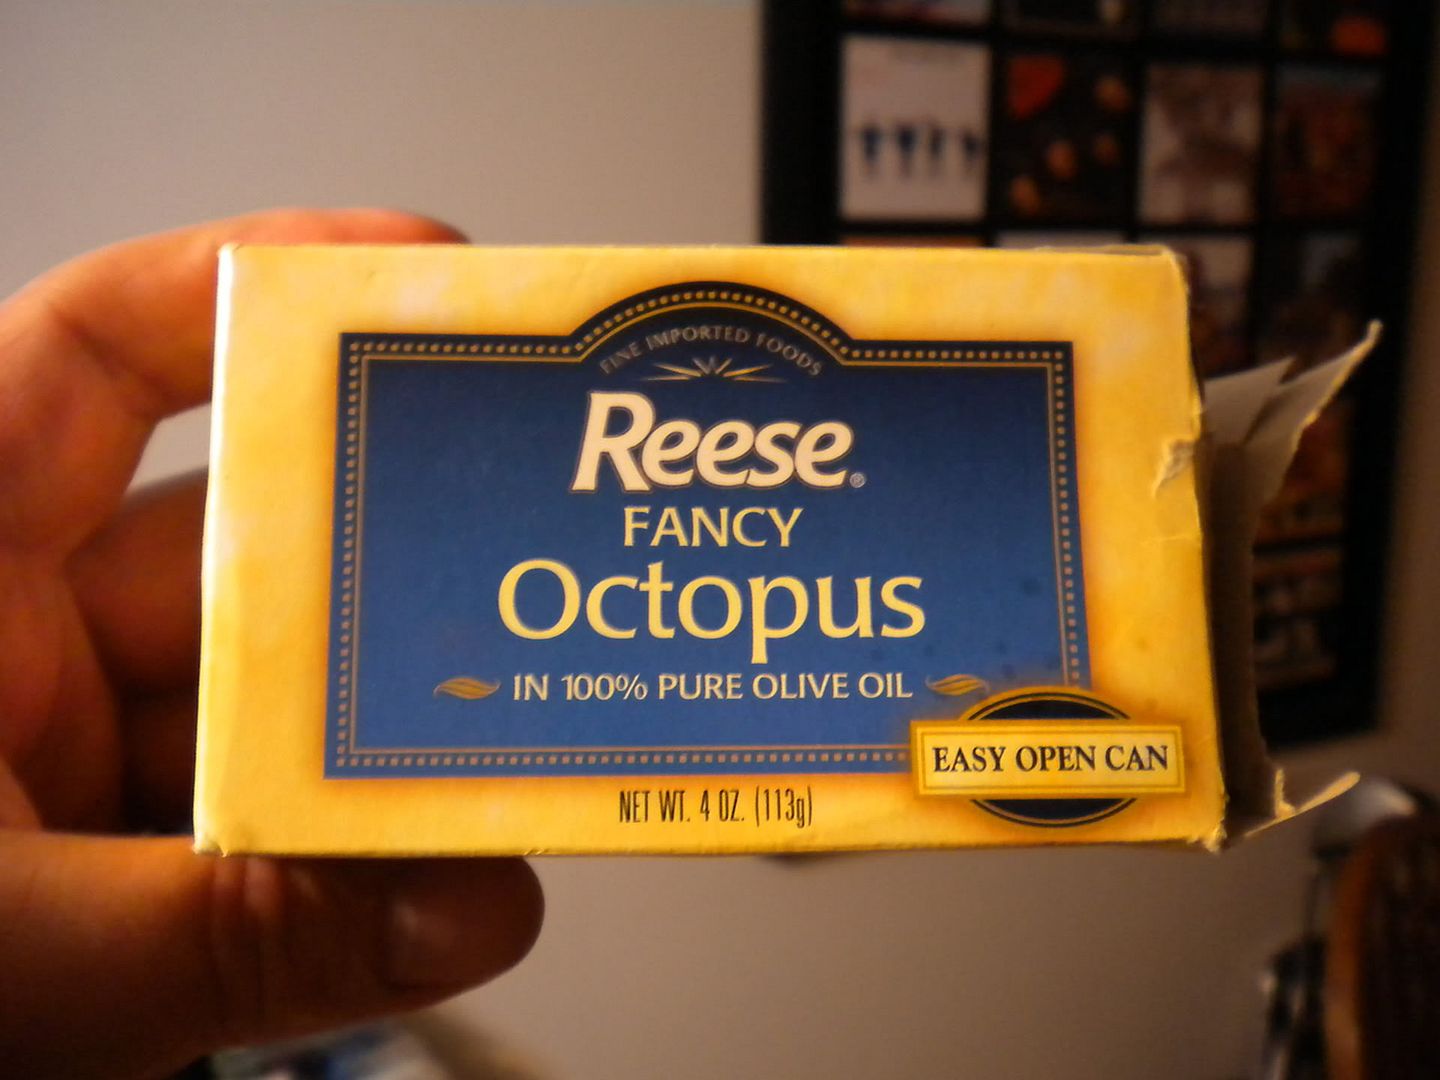 FINE IMPORTED FOODS
Reese®
FANCY
Octopus
IN 100% PURE OLIVE OIL
EASY OPEN CAN
NET WT. 4 OZ. (113g)